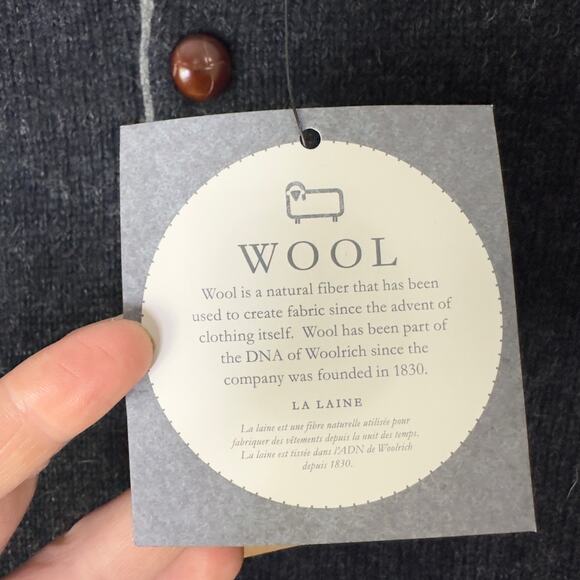 WOOL
Wool is a natural fiber that has been
used to create fabric since the advent of
clothing itself. Wool has been part of
the DNA of Woolrich since the
company was founded in 1830.
LA LAINE
La laine est une fibre naturelle utilisée pour
fabriquer des vêtements depuis la nuit des temps.
La laine est tissée dans l'ADN de Woolrich
depuis 1830.